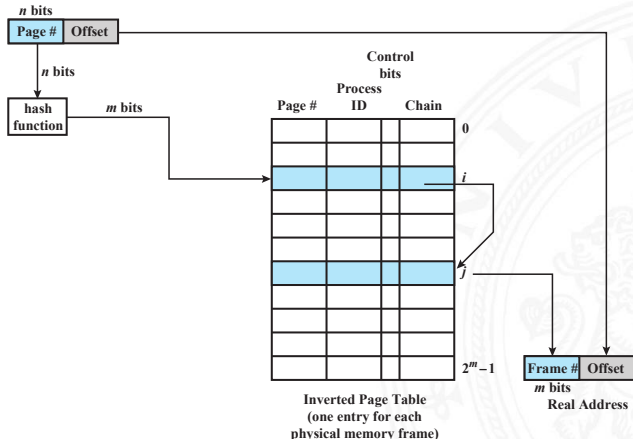 n bits
Page # Offset
n bits
hash
function
m bits
Control
bits
Process
Page # ID Chain
0
i
j
2^m − 1
Inverted Page Table
(one entry for each
physical memory frame)
Frame # Offset
m bits
Real Address